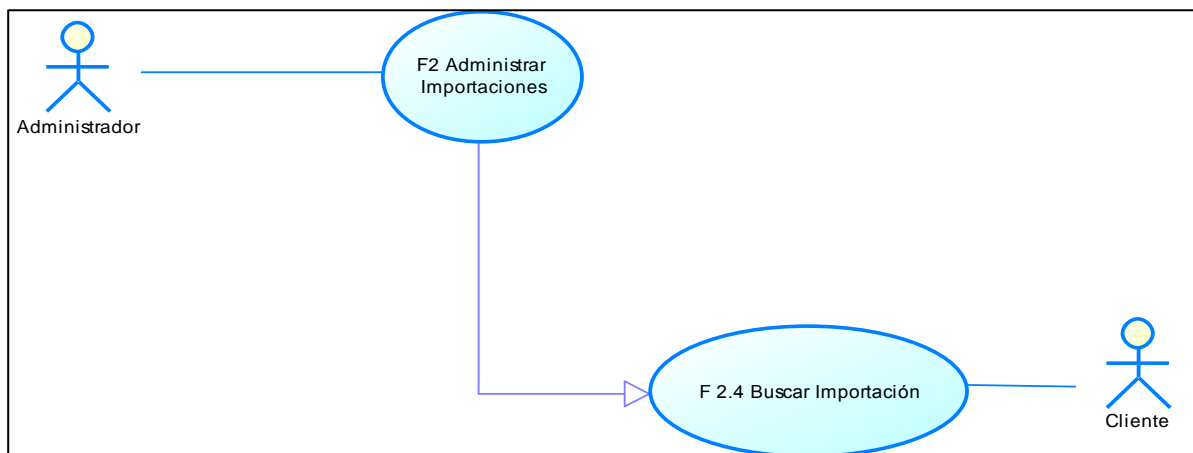 F2 Administrar
Importaciones
Administrador
F 2.4 Buscar Importación
Cliente